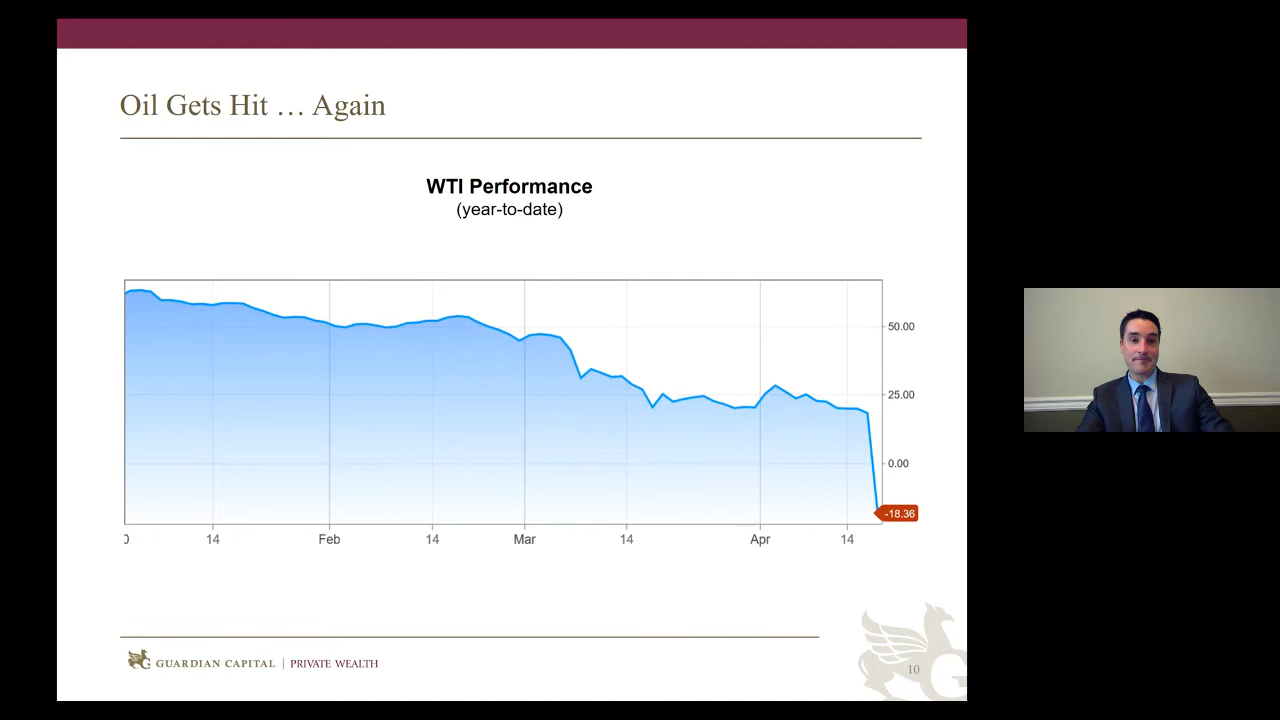 Oil Gets Hit … Again
WTI Performance
(year-to-date)
50.00
25.00
0.00
-18.36
0 14 Feb 14 Mar 14 Apr 14
GUARDIAN CAPITAL | PRIVATE WEALTH
10